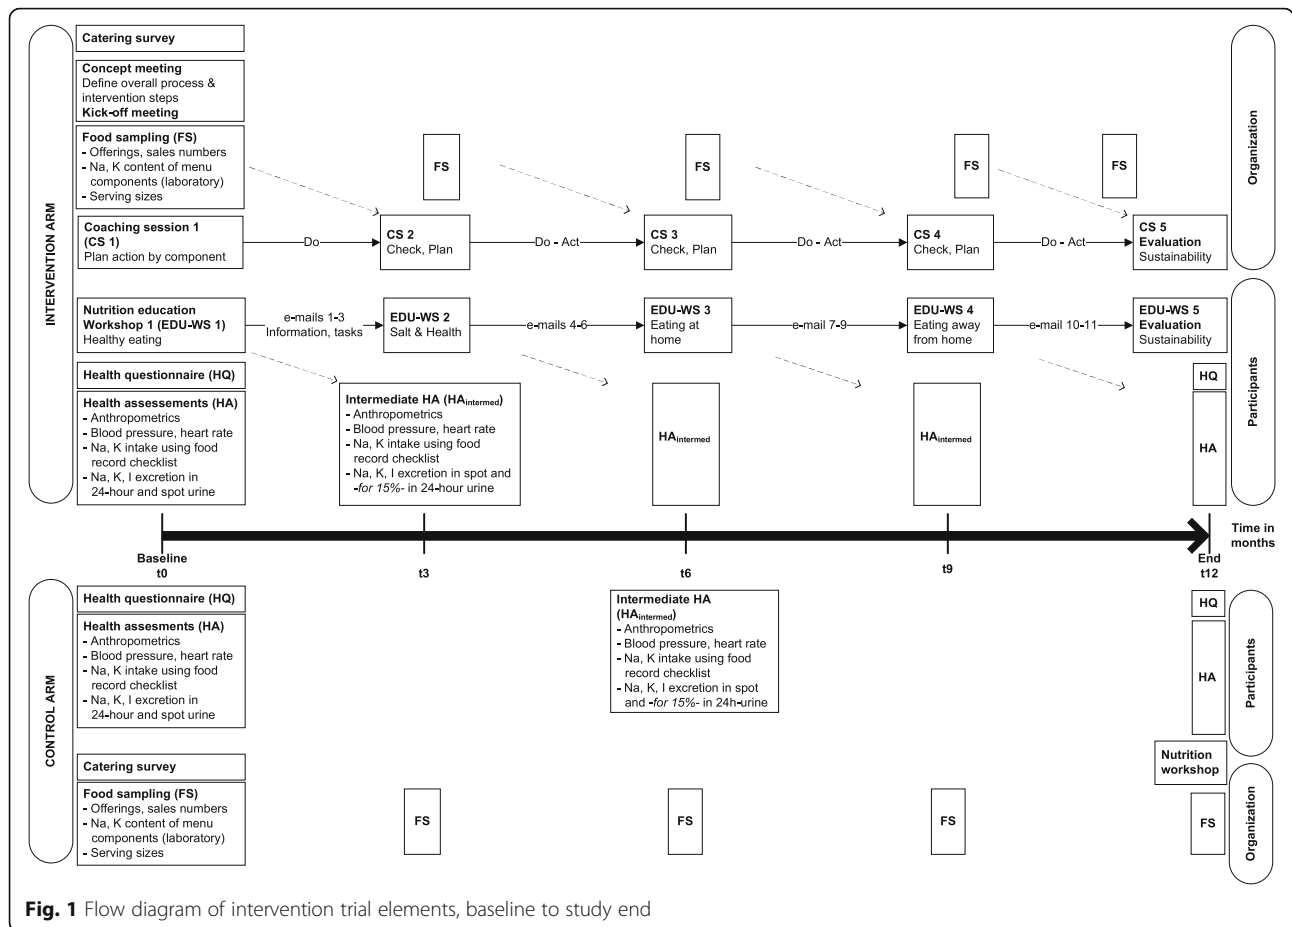 INTERVENTION ARM
Catering survey
Concept meeting
Define overall process &
intervention steps
Kick-off meeting
Food sampling (FS)
- Offerings, sales numbers
- Na, K content of menu
components (laboratory)
- Serving sizes
FS
FS
FS
FS
Organization
Coaching session 1
(CS 1)
Plan action by component
Do
CS 2
Check, Plan
Do - Act
CS 3
Check, Plan
Do - Act
CS 4
Check, Plan
Do - Act
CS 5
Evaluation
Sustainability
Nutrition education
Workshop 1 (EDU-WS 1)
Healthy eating
e-mails 1-3
Information, tasks
EDU-WS 2
Salt & Health
e-mails 4-6
EDU-WS 3
Eating at
home
e-mail 7-9
EDU-WS 4
Eating away
from home
e-mail 10-11
EDU-WS 5
Evaluation
Sustainability
Participants
Health questionnaire (HQ)
Health assessements (HA)
- Anthropometrics
- Blood pressure, heart rate
- Na, K intake using food
record checklist
- Na, K, I excretion in
24-hour and spot urine
Intermediate HA (HAintermed)
- Anthropometrics
- Blood pressure, heart rate
- Na, K intake using food
record checklist
- Na, K, I excretion in spot and
-for 15%- in 24-hour urine
HAintermed
HAintermed
HQ
HA
Time in
months
Baseline
t0
t3
t6
t9
End
t12
CONTROL ARM
Health questionnaire (HQ)
Health assesments (HA)
- Anthropometrics
- Blood pressure, heart rate
- Na, K intake using food
record checklist
- Na, K, I excretion in
24-hour and spot urine
Intermediate HA
(HAintermed)
- Anthropometrics
- Blood pressure, heart rate
- Na, K intake using food
record checklist
- Na, K, I excretion in spot
and -for 15%- in 24h-urine
HQ
HA
Participants
Nutrition
workshop
Catering survey
Food sampling (FS)
- Offerings, sales numbers
- Na, K content of menu
components (laboratory)
- Serving sizes
FS
FS
FS
FS
Organization
Fig. 1 Flow diagram of intervention trial elements, baseline to study end